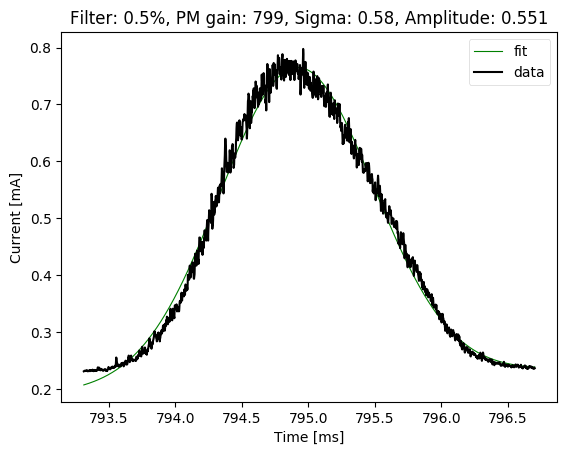 Filter: 0.5%, PM gain: 799, Sigma: 0.58, Amplitude: 0.551
fit
data
0.8
0.7
0.6
0.5
0.4
0.3
0.2
Current [mA]
793.5 794.0 794.5 795.0 795.5 796.0 796.5
Time [ms]